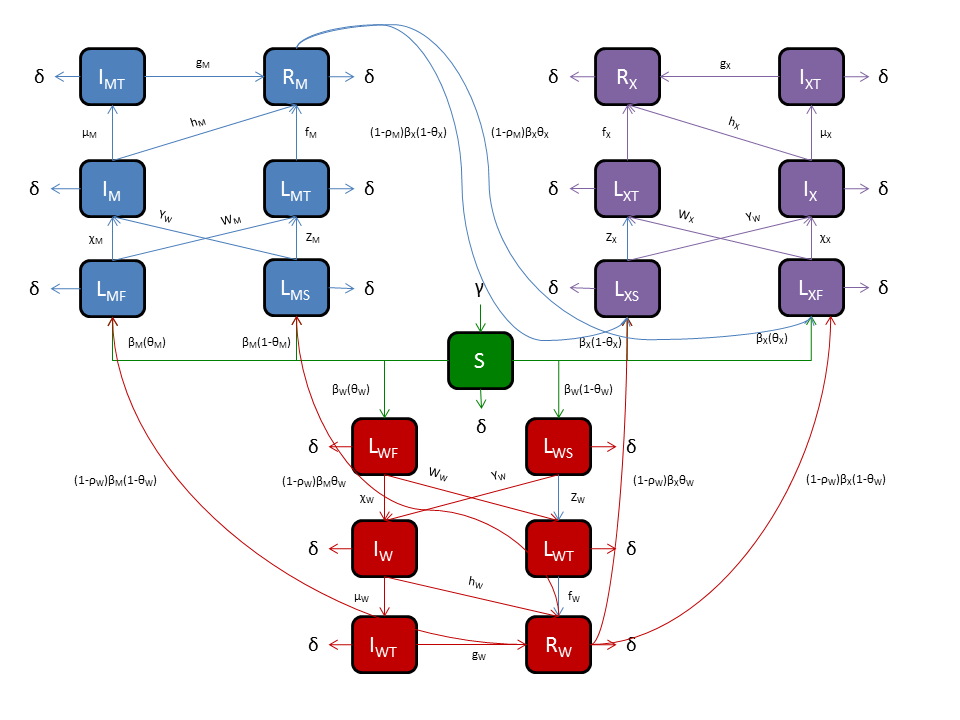 g_M
g_X
δ I_MT R_M δ δ R_X I_XT δ
μ_M h_M f_M (1-ρ_M)β_X(1-θ_X) (1-ρ_M)β_Xθ_X f_X h_X μ_X
δ I_M L_MT δ δ L_XT I_X δ
Y_W W_M W_X Y_W
χ_M Z_M Z_X χ_X
δ L_MF L_MS δ γ δ L_XS L_XF δ
β_M(θ_M) β_M(1-θ_M) β_X(1-θ_X) β_X(θ_X)
S
β_W(θ_W) β_W(1-θ_W)
δ
δ L_WF L_WS δ
(1-ρ_W)β_M(1-θ_W) (1-ρ_W)β_Mθ_W W_W Y_W (1-ρ_W)β_Xθ_W (1-ρ_W)β_X(1-θ_W)
χ_W Z_W
δ I_W L_WT δ
μ_W h_W f_W
δ I_WT R_W δ
g_W